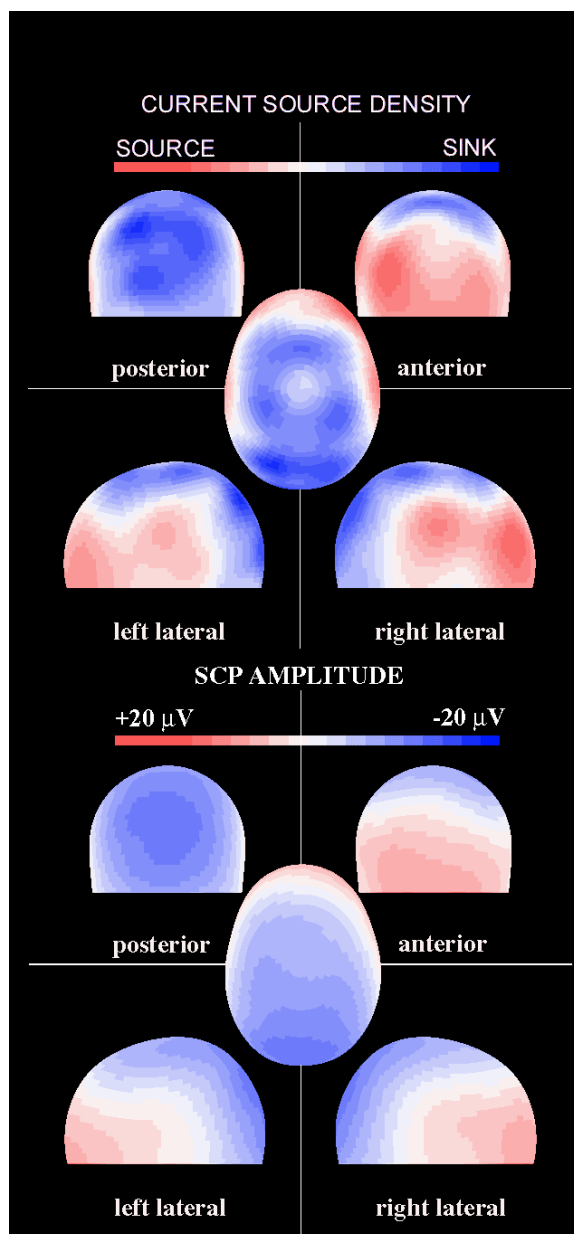 CURRENT SOURCE DENSITY
SOURCE SINK
posterior anterior
left lateral right lateral
SCP AMPLITUDE
+20 μV -20 μV
posterior anterior
left lateral right lateral